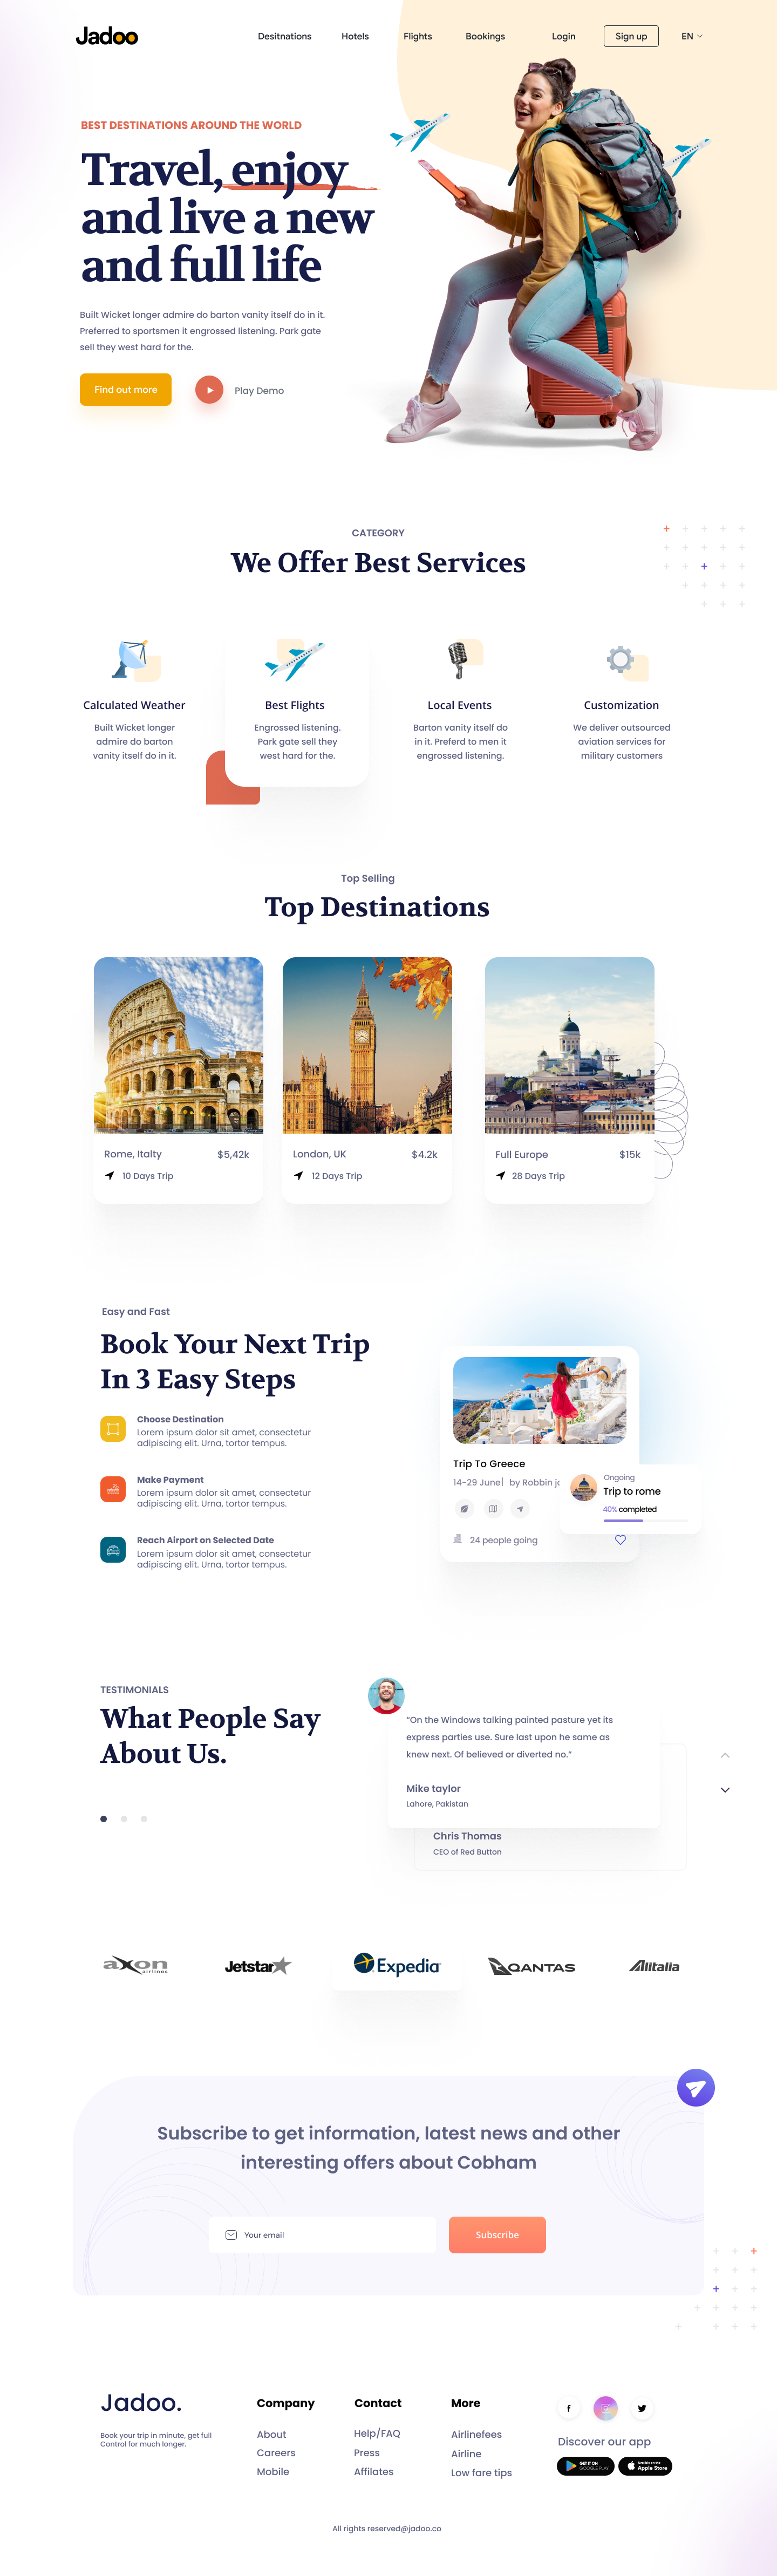 Jadoo
Desitnations
Hotels
Flights
Bookings
Login
Sign up
EN
BEST DESTINATIONS AROUND THE WORLD
Travel, enjoy
and live a new
and full life
Built Wicket longer admire do barton vanity itself do in it.
Preferred to sportsmen it engrossed listening. Park gate
sell they west hard for the.
Find out more
Play Demo
CATEGORY
We Offer Best Services
Calculated Weather
Built Wicket longer
admire do barton
vanity itself do in it.
Best Flights
Engrossed listening.
Park gate sell they
west hard for the.
Local Events
Barton vanity itself do
in it. Preferd to men it
engrossed listening.
Customization
We deliver outsourced
aviation services for
military customers
Top Selling
Top Destinations
Rome, Italty
$5,42k
10 Days Trip
London, UK
$4.2k
12 Days Trip
Full Europe
$15k
28 Days Trip
Easy and Fast
Book Your Next Trip
In 3 Easy Steps
Choose Destination
Lorem ipsum dolor sit amet, consectetur
adipiscing elit. Urna, tortor tempus.
Make Payment
Lorem ipsum dolor sit amet, consectetur
adipiscing elit. Urna, tortor tempus.
Reach Airport on Selected Date
Lorem ipsum dolor sit amet, consectetur
adipiscing elit. Urna, tortor tempus.
Trip To Greece
14-29 June | by Robbin jo
24 people going
Ongoing
Trip to rome
40% completed
TESTIMONIALS
What People Say
About Us.
“On the Windows talking painted pasture yet its
express parties use. Sure last upon he same as
knew next. Of believed or diverted no.”
Mike taylor
Lahore, Pakistan
Chris Thomas
CEO of Red Button
axon
airlines
Jetstar
Expedia
QANTAS
Alitalia
Subscribe to get information, latest news and other
interesting offers about Cobham
Your email
Subscribe
Jadoo.
Book your trip in minute, get full
Control for much longer.
Company
About
Careers
Mobile
Contact
Help/FAQ
Press
Affilates
More
Airlinefees
Airline
Low fare tips
Discover our app
GET IT ON
GOOGLE PLAY
Available on the
Apple Store
All rights reserved@jadoo.co